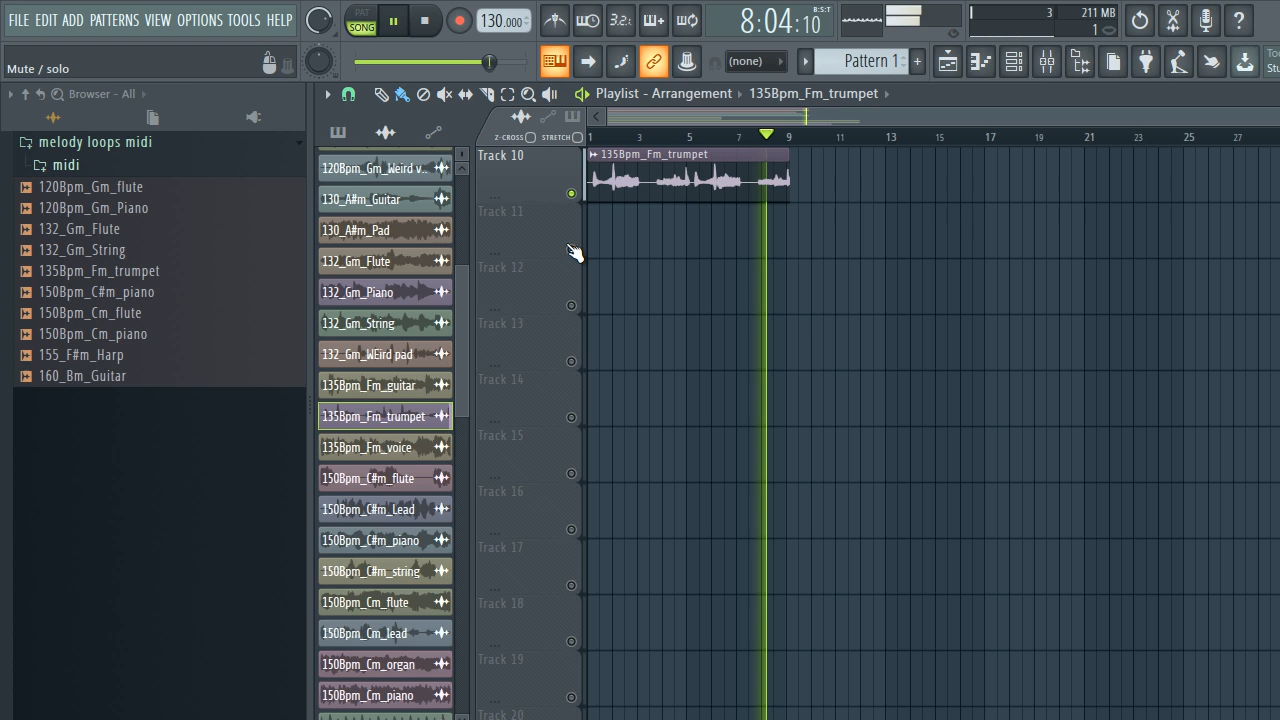 FILE EDIT ADD PATTERNS VIEW OPTIONS TOOLS HELP
PAT
SONG
130.000
3.2.
8:04:10
B:S:T
3
211 MB
1
Mute / solo
(none)
Pattern 1
+
To
Stu
Browser - All
Playlist - Arrangement
135Bpm_Fm_trumpet
melody loops midi
midi
120Bpm_Gm_flute
120Bpm_Gm_Piano
132_Gm_Flute
132_Gm_String
135Bpm_Fm_trumpet
150Bpm_C#m_piano
150Bpm_Cm_flute
150Bpm_Cm_piano
155_F#m_Harp
160_Bm_Guitar
120Bpm_Gm_Weird v..
130_A#m_Guitar
130_A#m_Pad
132_Gm_Flute
132_Gm_Piano
132_Gm_String
132_Gm_WEird pad
135Bpm_Fm_guitar
135Bpm_Fm_trumpet
135Bpm_Fm_voice
150Bpm_C#m_flute
150Bpm_C#m_Lead
150Bpm_C#m_piano
150Bpm_C#m_string
150Bpm_Cm_flute
150Bpm_Cm_lead
150Bpm_Cm_organ
150Bpm_Cm_piano
Z-CROSS STRETCH
1 3 5 7 9 11 13 15 17 19 21 23 25 27
Track 10
135Bpm_Fm_trumpet
Track 11
Track 12
Track 13
Track 14
Track 15
Track 16
Track 17
Track 18
Track 19
Track 20